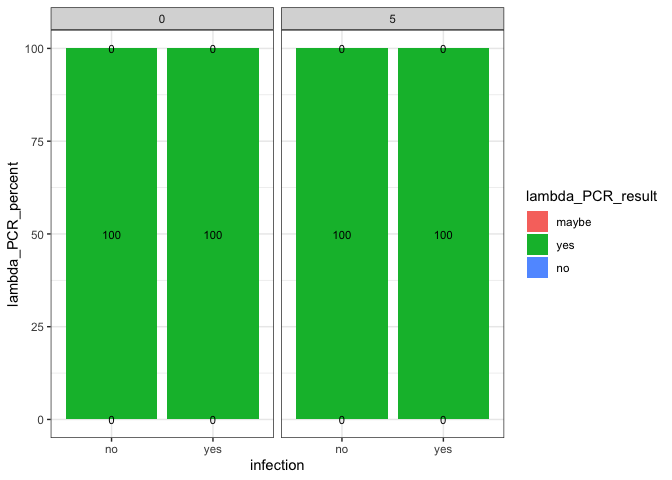 0 5
100
75
50
25
0
lambda_PCR_percent
0 0 0 0
100 100 100 100
0 0 0 0
no yes no yes
infection
lambda_PCR_result
maybe
yes
no